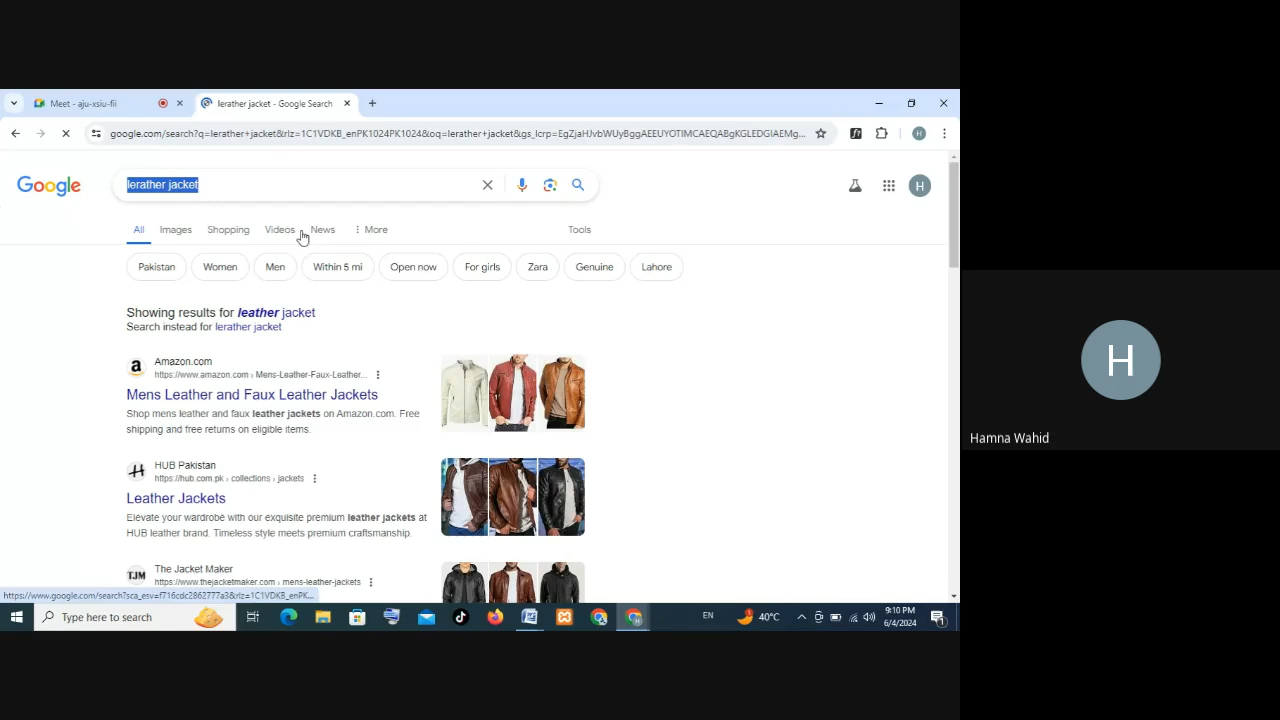 Meet - aju-xsiu-fii
lerather jacket - Google Search
google.com/search?q=lerather+jacket&rlz=1C1VDKB_enPK1024PK1024&oq=lerather+jacket&gs_lcrp=EgZjaHJvbWUyBggAEEUYOTIMCAEQABgKGLEDGIAEMg...
Google
lerather jacket
H
All Images Shopping Videos News More Tools
Pakistan Women Men Within 5 mi Open now For girls Zara Genuine Lahore
Showing results for leather jacket
Search instead for lerather jacket
Amazon.com
https://www.amazon.com › Mens-Leather-Faux-Leather...
Mens Leather and Faux Leather Jackets
Shop mens leather and faux leather jackets on Amazon.com. Free
shipping and free returns on eligible items.
HUB Pakistan
https://hub.com.pk › collections › jackets
Leather Jackets
Elevate your wardrobe with our exquisite premium leather jackets at
HUB leather brand. Timeless style meets premium craftsmanship.
TJM
The Jacket Maker
https://www.thejacketmaker.com › mens-leather-jackets
https://www.google.com/search?sca_esv=f716cdc2862777a3&rlz=1C1VDKB_enPK...
Type here to search
EN
40°C
9:10 PM
6/4/2024
1
H
Hamna Wahid